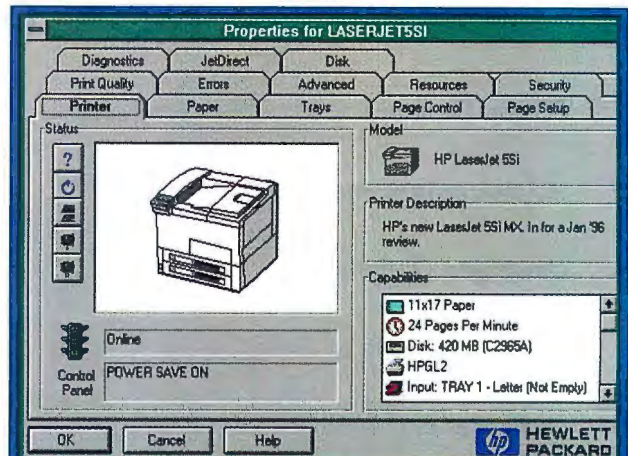 Properties for LASERJET5SI
Diagnostics JetDirect Disk
Print Quality Errors Advanced Resources Security
Printer Paper Trays Page Control Page Setup
Status
?
Online
Control Panel
POWER SAVE ON
Model
HP LaserJet 5Si
Printer Description
HP's new LaserJet 5Si MX. In for a Jan '96
review.
Capabilities
11x17 Paper
24 Pages Per Minute
Disk: 420 MB (C2965A)
HPGL2
Input: TRAY 1 - Letter (Not Empty)
OK Cancel Help
hp HEWLETT
PACKARD